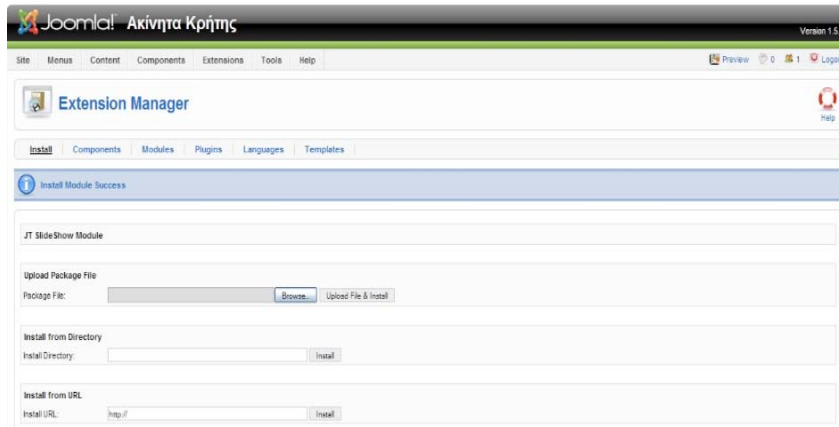 Joomla! Ακίνητα Κρήτης
Version 1.5.
Site Menus Content Components Extensions Tools Help Preview 0 1 Logo
Extension Manager
Help
Install Components Modules Plugins Languages Templates
Install Module Success
JT SlideShow Module
Upload Package File
Package File: Browse... Upload File & Install
Install from Directory
Install Directory: Install
Install from URL
Install URL: http:// Install